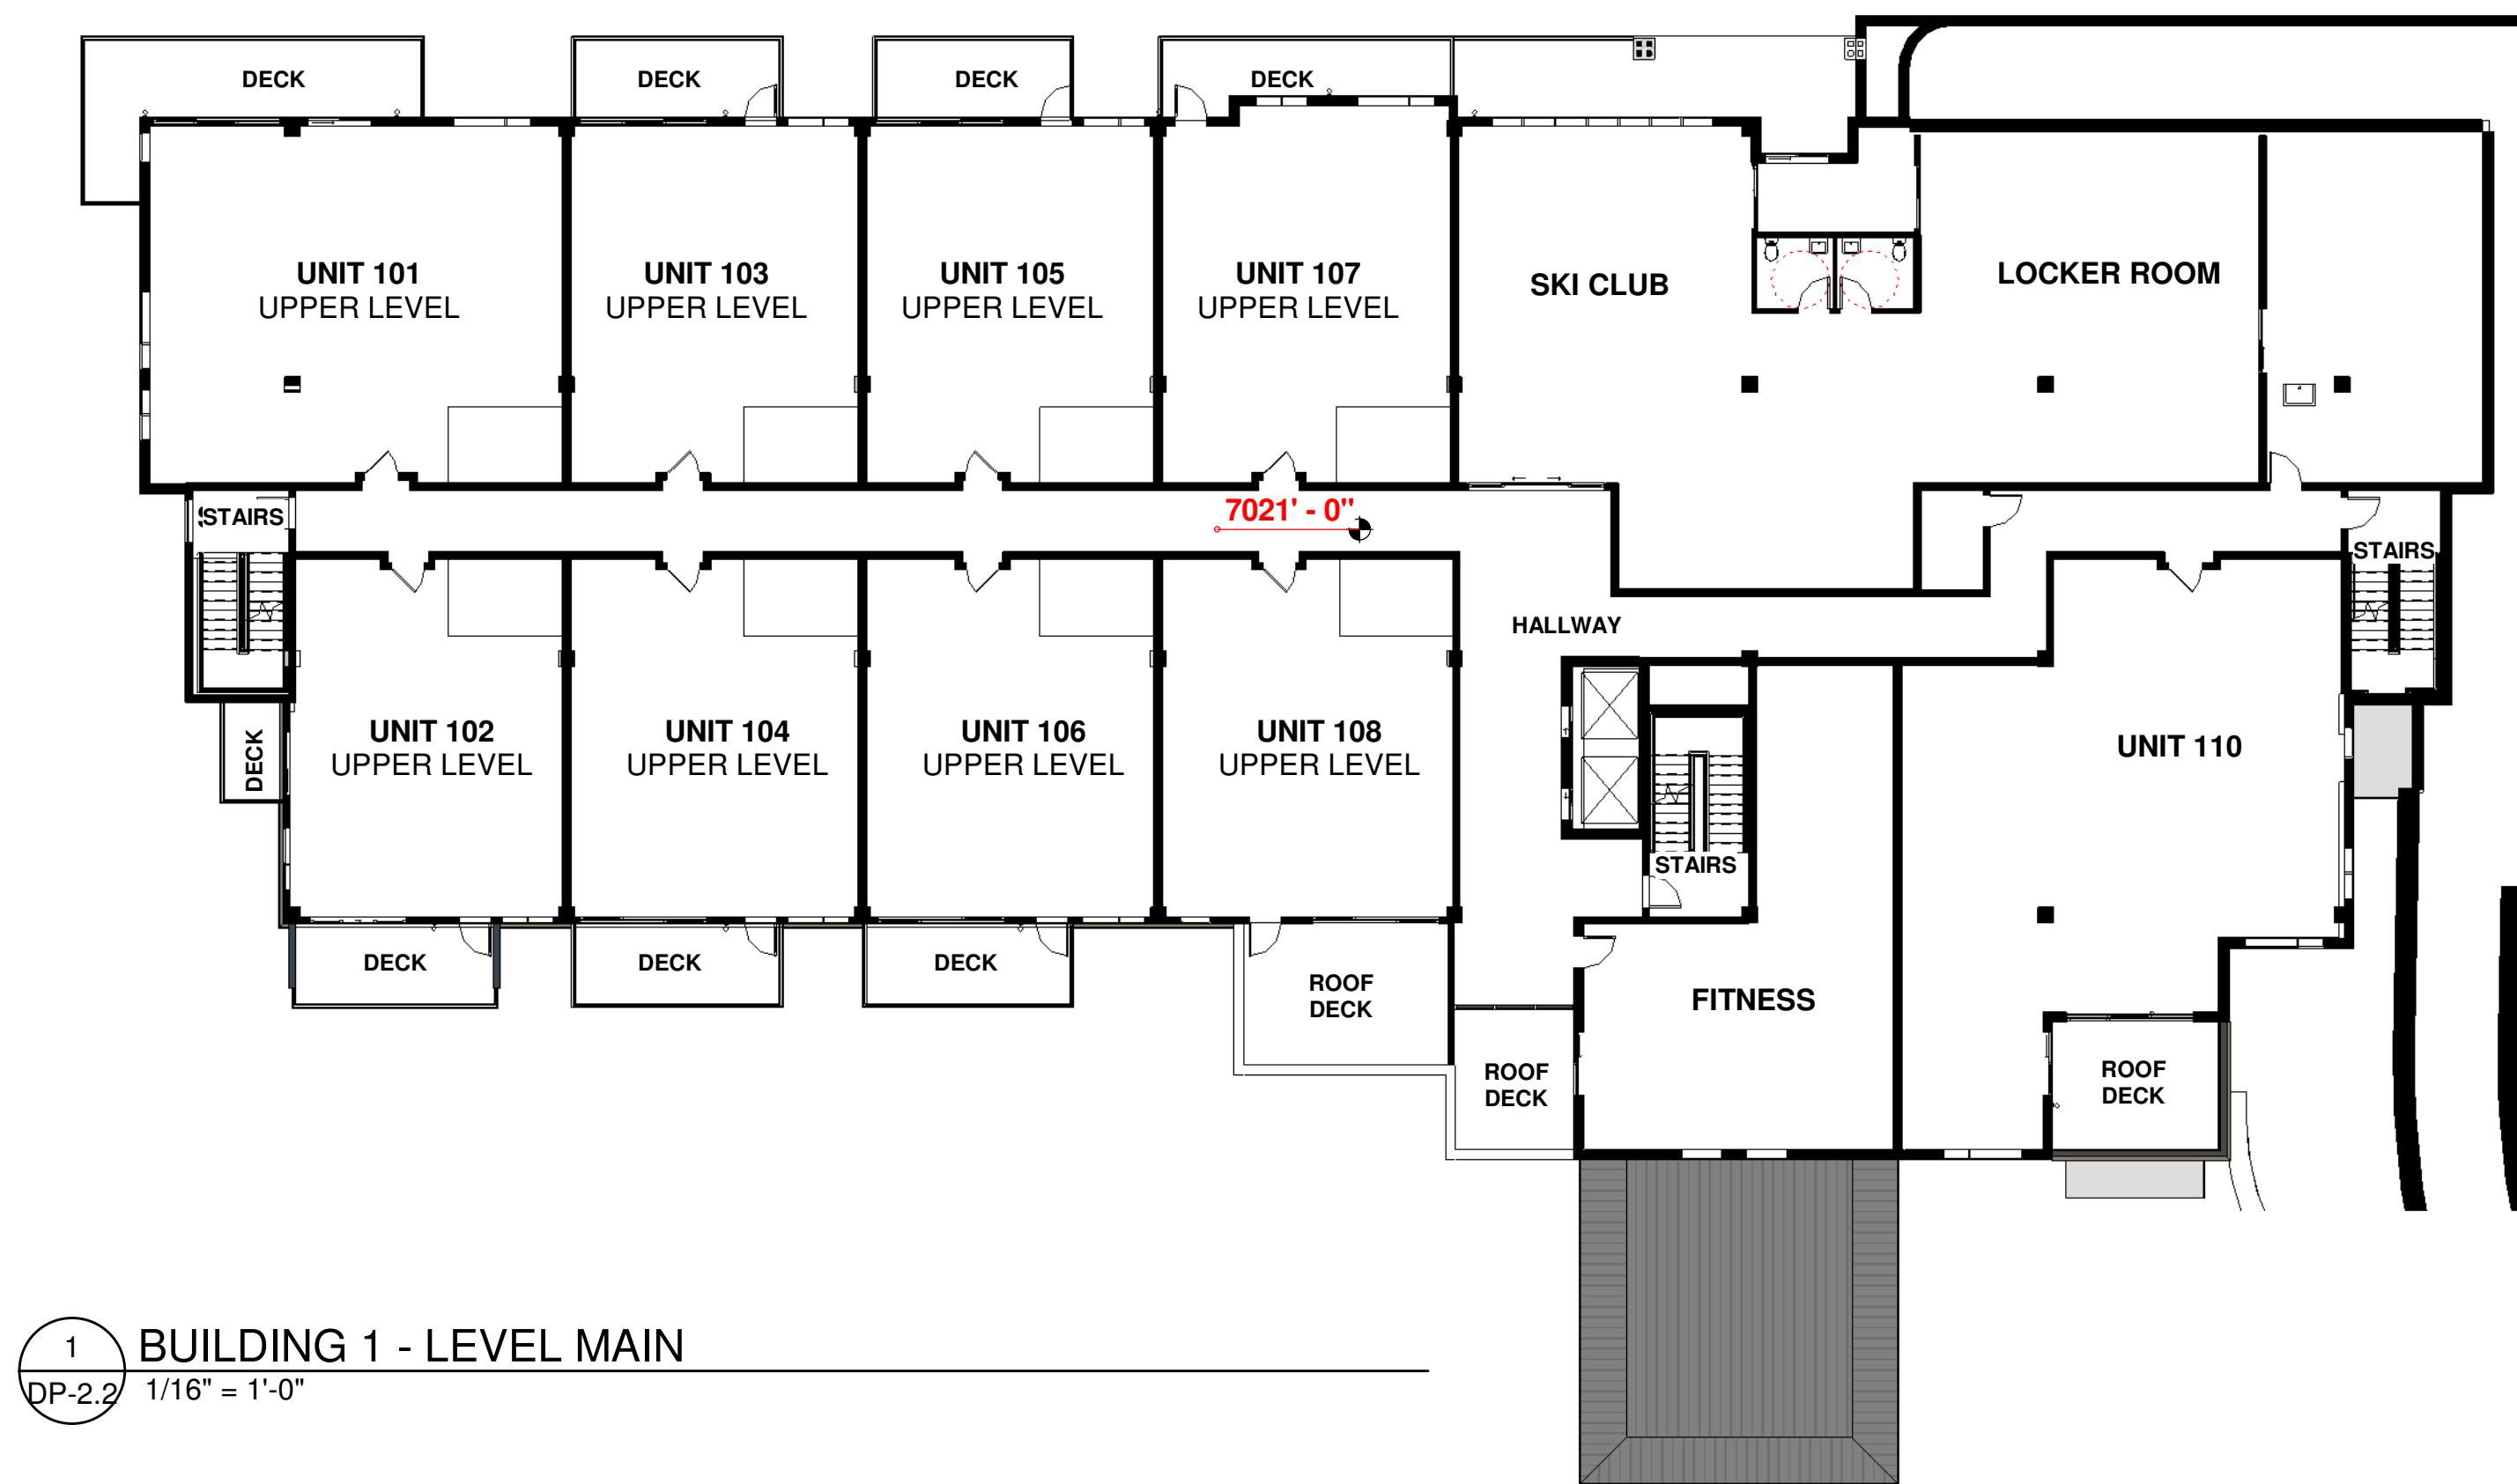 DECK
DECK
DECK
DECK
UNIT 101
UPPER LEVEL
UNIT 103
UPPER LEVEL
UNIT 105
UPPER LEVEL
UNIT 107
UPPER LEVEL
SKI CLUB
LOCKER ROOM
STAIRS
7021' - 0"
STAIRS
HALLWAY
UNIT 102
UPPER LEVEL
UNIT 104
UPPER LEVEL
UNIT 106
UPPER LEVEL
UNIT 108
UPPER LEVEL
UNIT 110
DECK
STAIRS
DECK
DECK
DECK
ROOF
DECK
FITNESS
ROOF
DECK
ROOF
DECK
1
DP-2.2
BUILDING 1 - LEVEL MAIN
1/16" = 1'-0"